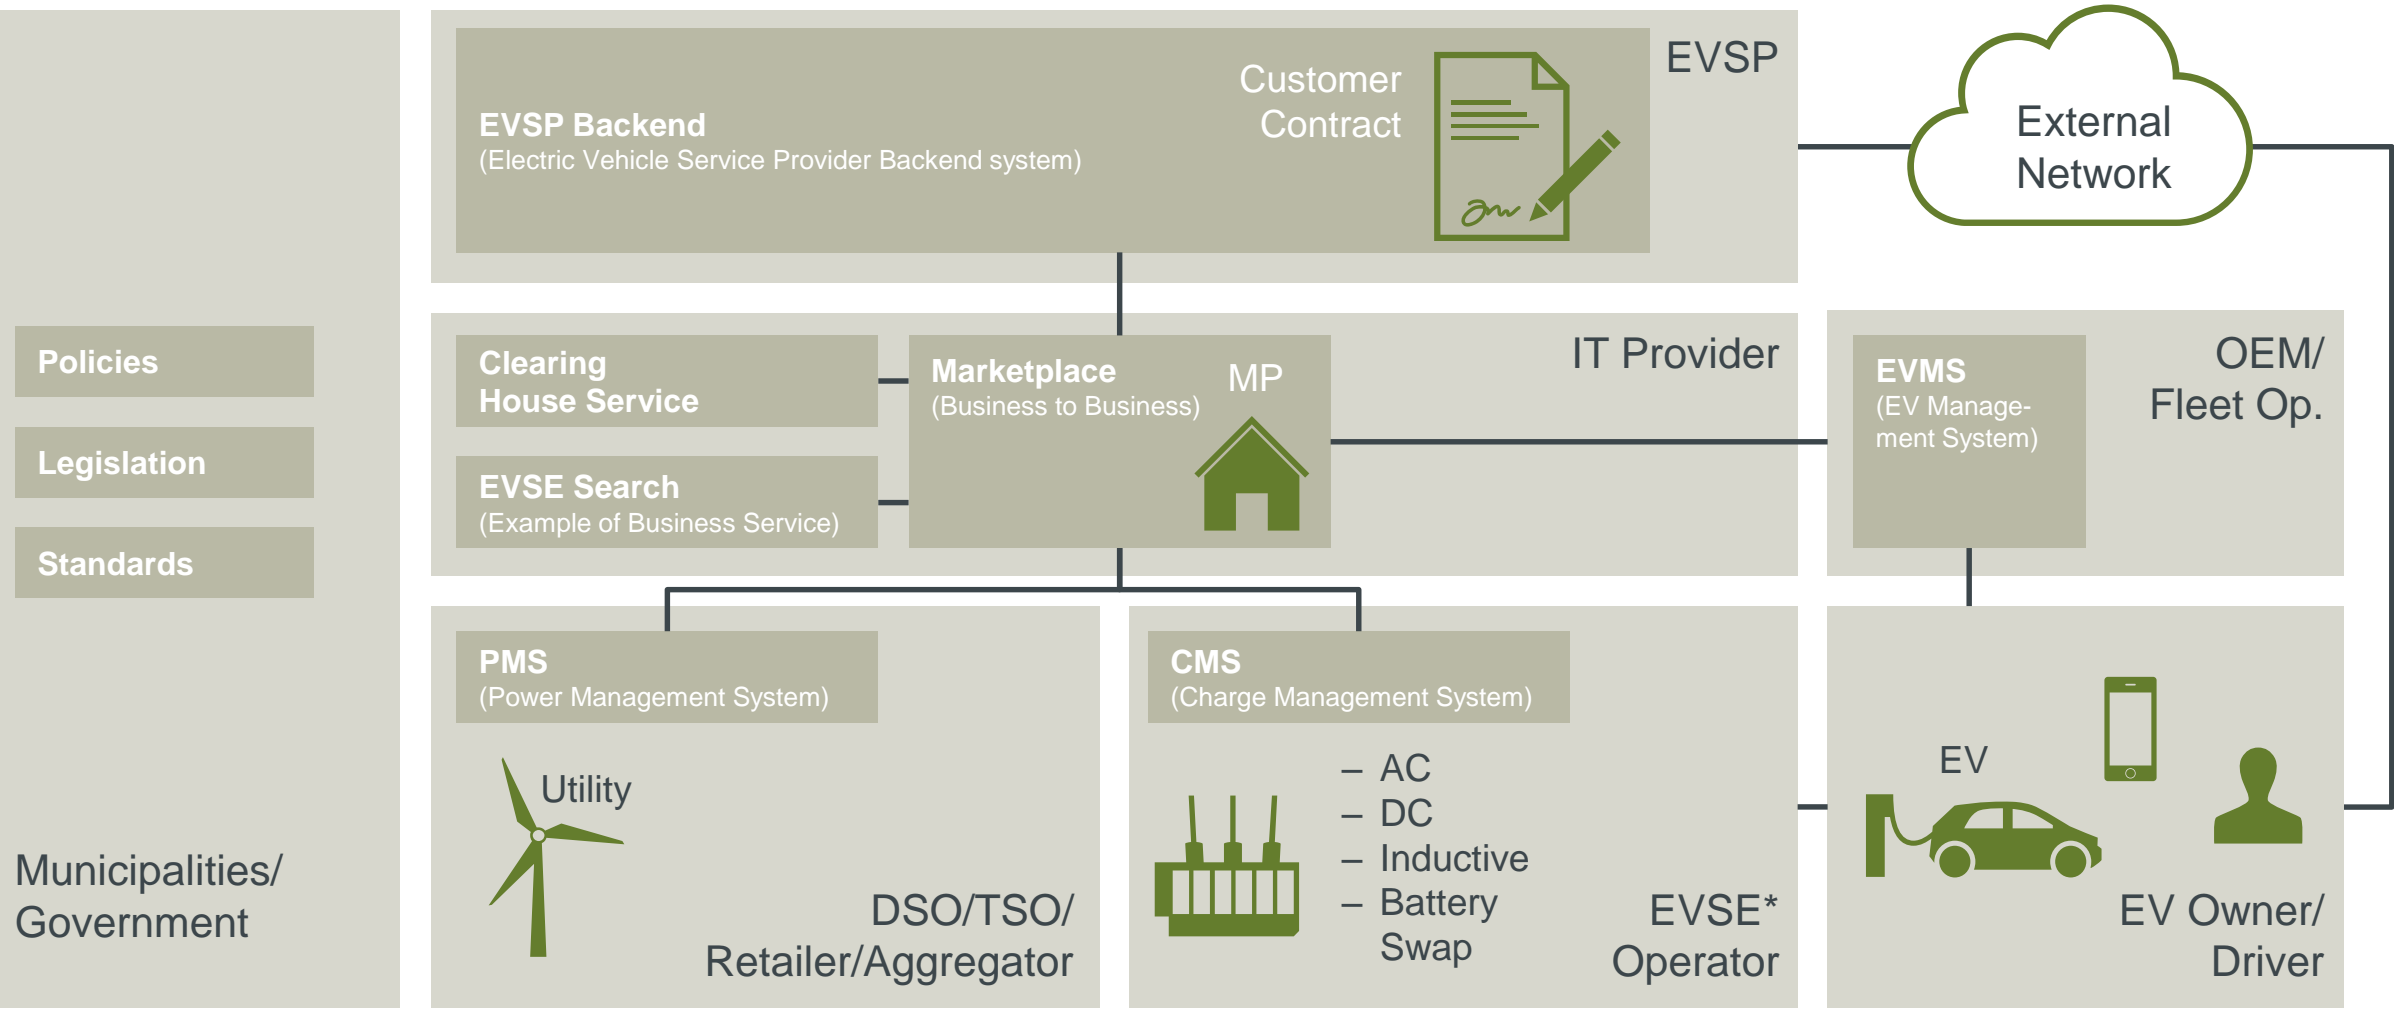 Policies
Legislation
Standards
Municipalities/
Government
EVSP
EVSP Backend
(Electric Vehicle Service Provider Backend system)
Customer
Contract
External
Network
IT Provider
Clearing
House Service
EVSE Search
(Example of Business Service)
Marketplace
(Business to Business)
MP
OEM/
Fleet Op.
EVMS
(EV Manage-
ment System)
PMS
(Power Management System)
Utility
DSO/TSO/
Retailer/Aggregator
CMS
(Charge Management System)
– AC
– DC
– Inductive
– Battery
Swap
EVSE*
Operator
EV
EV Owner/
Driver